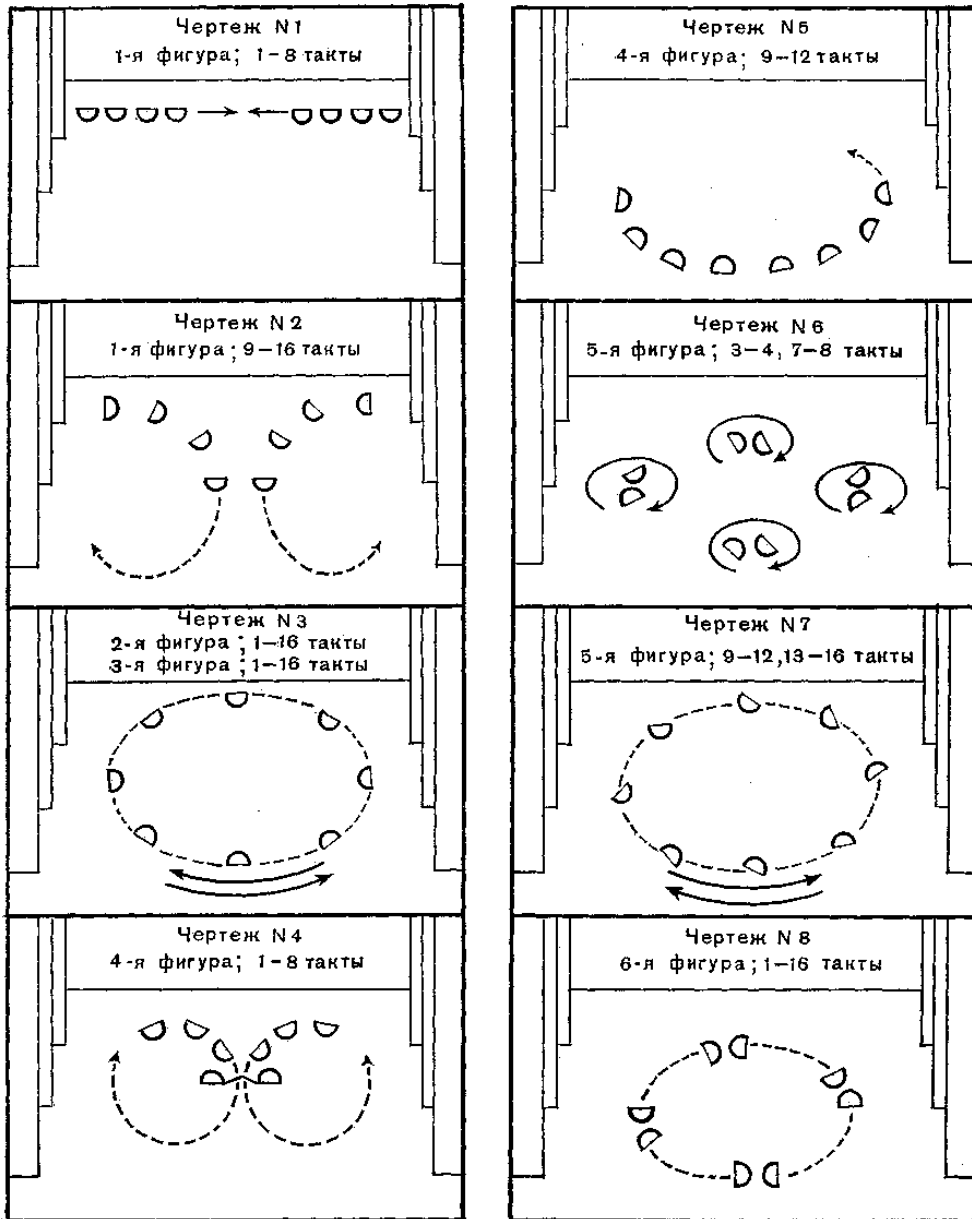 Чертеж N1
1-я фигура; 1-8 такты
Чертеж N2
1-я фигура; 9-16 такты
Чертеж N3
2-я фигура; 1-16 такты
3-я фигура; 1-16 такты
Чертеж N4
4-я фигура; 1-8 такты
Чертеж N5
4-я фигура; 9-12 такты
Чертеж N6
5-я фигура; 3-4, 7-8 такты
Чертеж N7
5-я фигура; 9-12,13-16 такты
Чертеж N8
6-я фигура; 1-16 такты